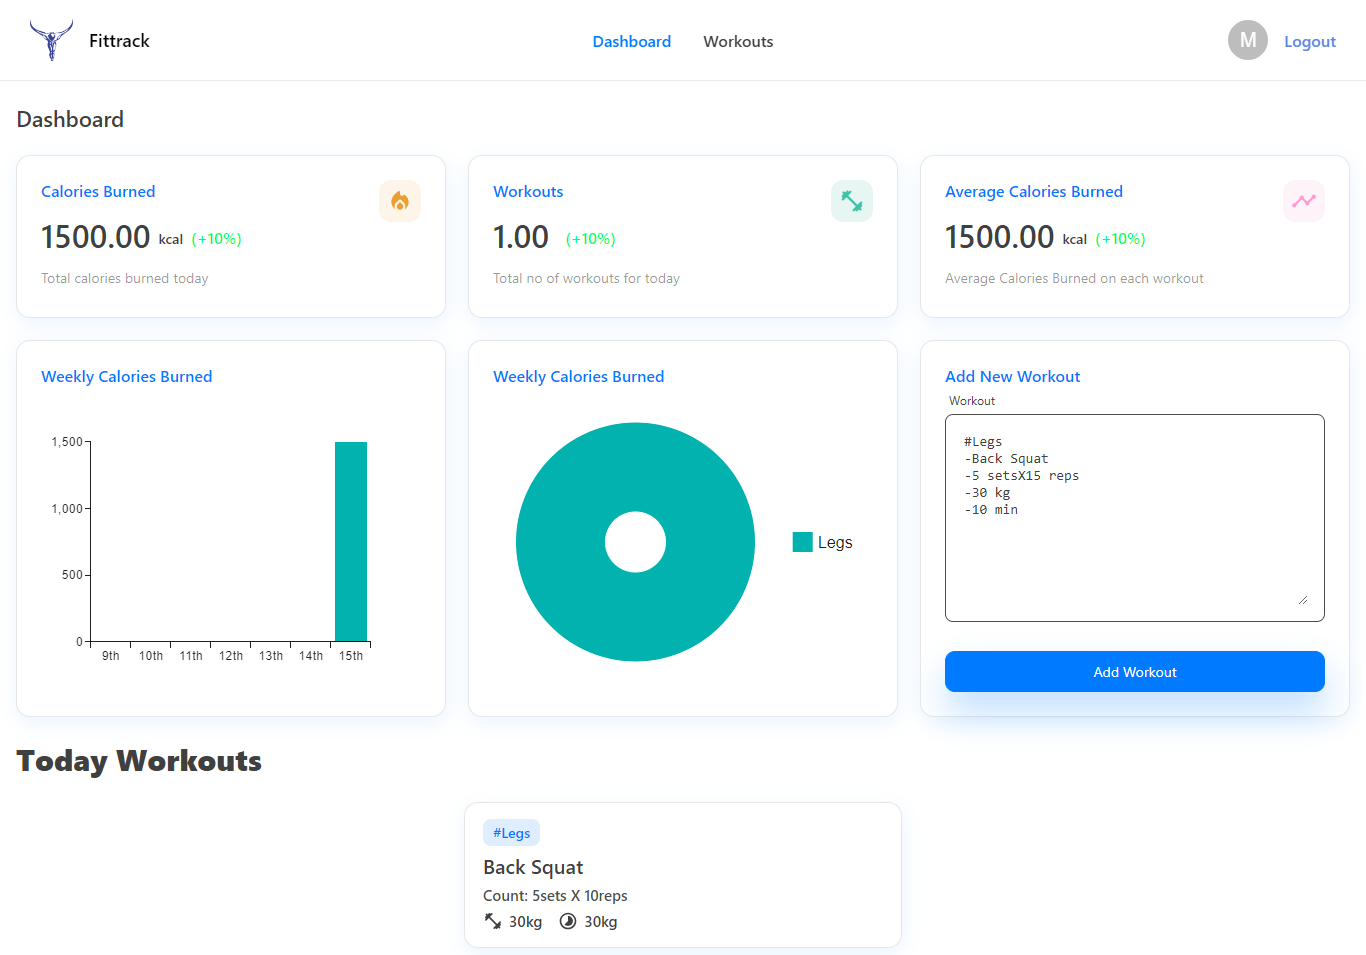 Fittrack
Dashboard
Workouts
M
Logout
Dashboard
Calories Burned
1500.00 kcal (+10%)
Total calories burned today
Workouts
1.00 (+10%)
Total no of workouts for today
Average Calories Burned
1500.00 kcal (+10%)
Average Calories Burned on each workout
Weekly Calories Burned
1,500
1,000
500
0
9th 10th 11th 12th 13th 14th 15th
Weekly Calories Burned
Legs
Add New Workout
Workout
#Legs
-Back Squat
-5 setsX15 reps
-30 kg
-10 min
Add Workout
Today Workouts
#Legs
Back Squat
Count: 5sets X 10reps
30kg 30kg